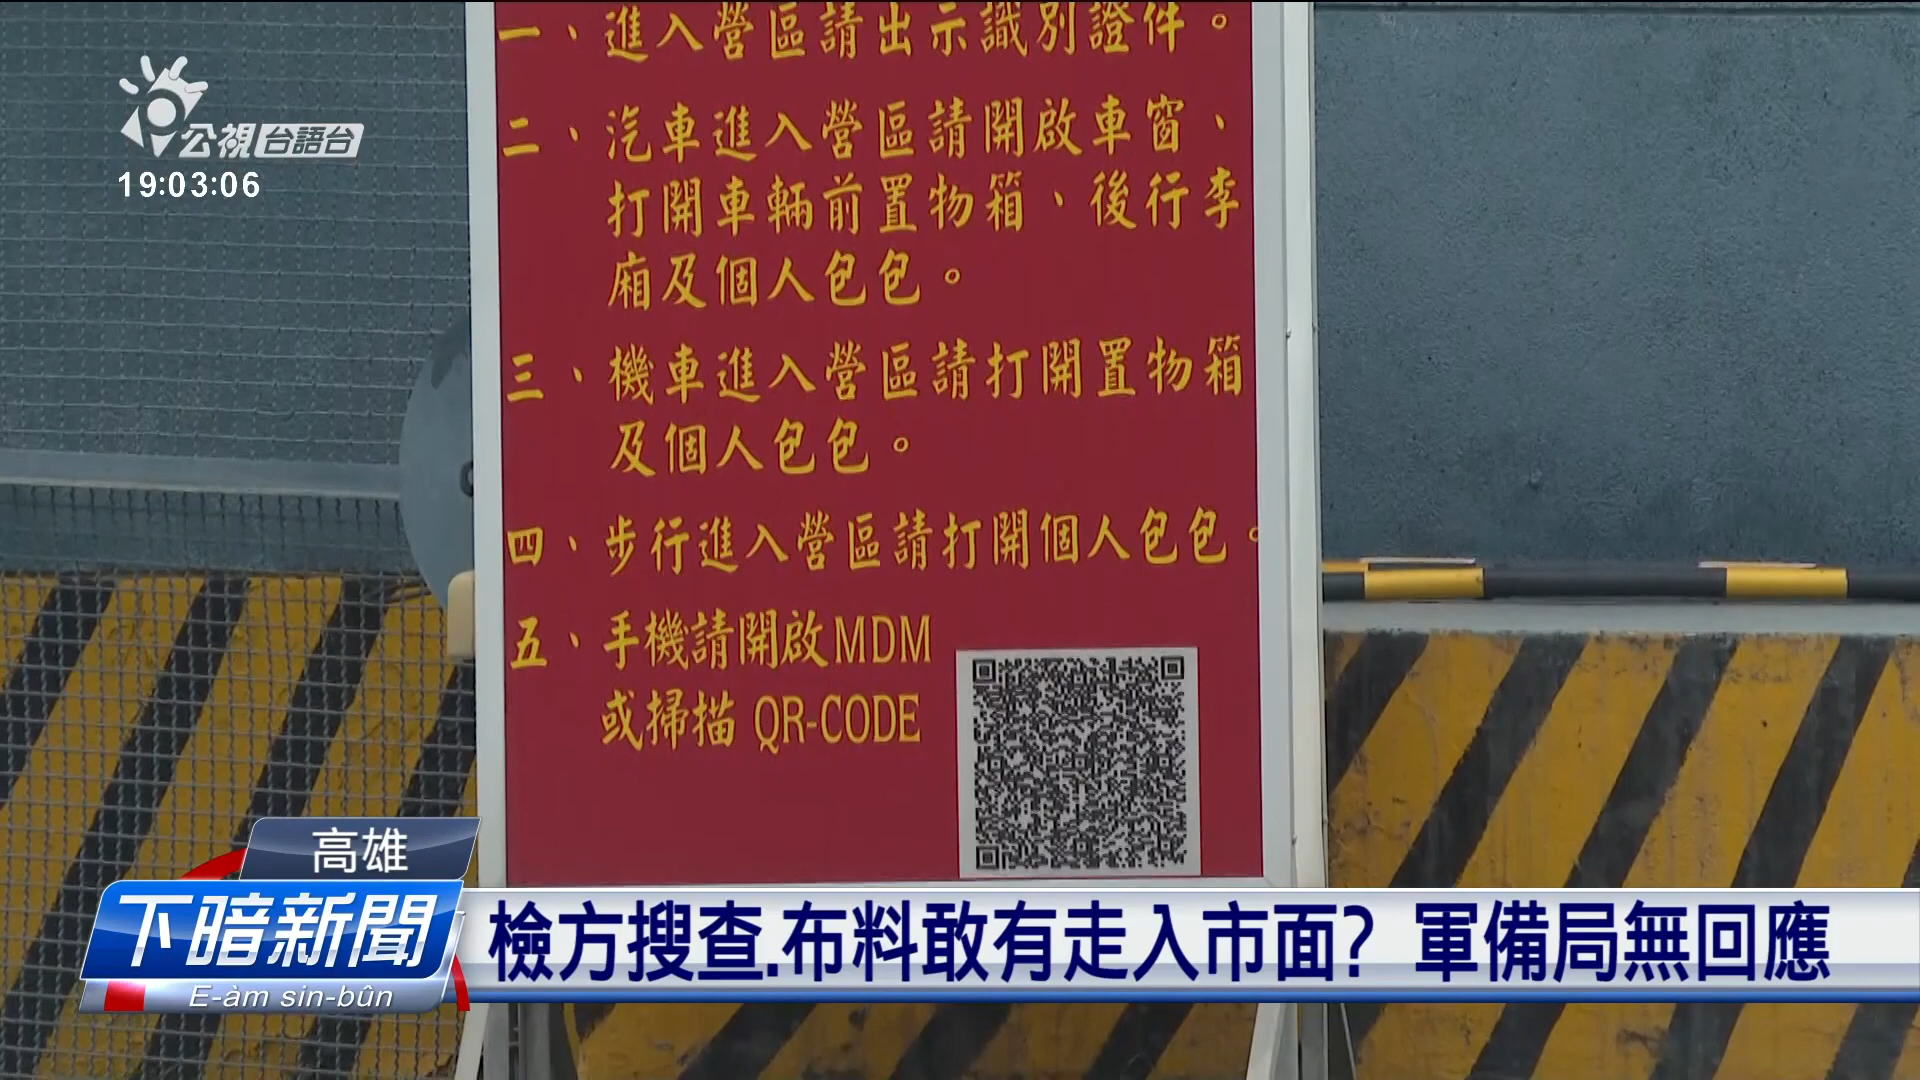 一、進入營區請出示識別證件。
二、汽車進入營區請開啟車窗、
打開車輛前置物箱、後行李
廂及個人包包。
三、機車進入營區請打開置物箱
及個人包包。
四、步行進入營區請打開個人包包。
五、手機請開啟MDM
或掃描 QR-CODE
公視台語台
19:03:06
高雄
下暗新聞
E-àm sin-bûn
檢方搜查.布料敢有走入市面? 軍備局無回應